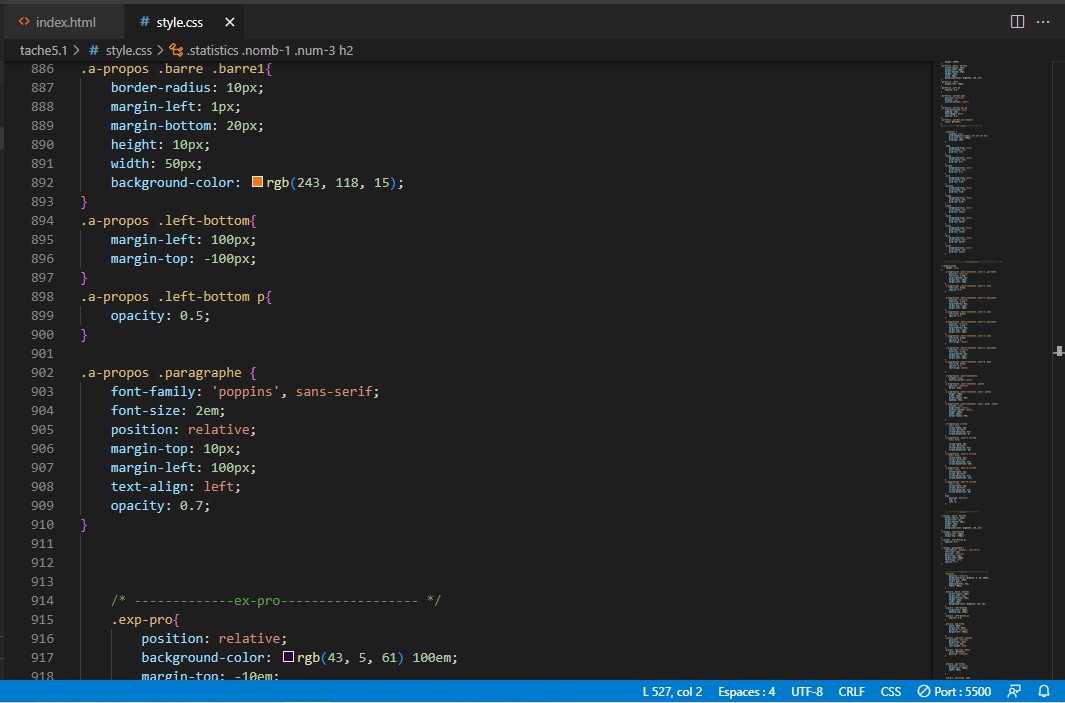 index.html
style.css
tache5.1 > # style.css > .statistics .nomb-1 .num-3 h2
886 .a-propos .barre .barre1{
887 border-radius: 10px;
888 margin-left: 1px;
889 margin-bottom: 20px;
890 height: 10px;
891 width: 50px;
892 background-color: rgb(243, 118, 15);
893 }
894 .a-propos .left-bottom{
895 margin-left: 100px;
896 margin-top: -100px;
897 }
898 .a-propos .left-bottom p{
899 opacity: 0.5;
900 }
901
902 .a-propos .paragraphe {
903 font-family: 'poppins', sans-serif;
904 font-size: 2em;
905 position: relative;
906 margin-top: 10px;
907 margin-left: 100px;
908 text-align: left;
909 opacity: 0.7;
910 }
911
912
913
914 /* -------------ex-pro------------------ */
915 .exp-pro{
916 position: relative;
917 background-color: rgb(43, 5, 61) 100em;
918 margin-top: -10em;
L 527, col 2 Espaces : 4 UTF-8 CRLF CSS Port : 5500